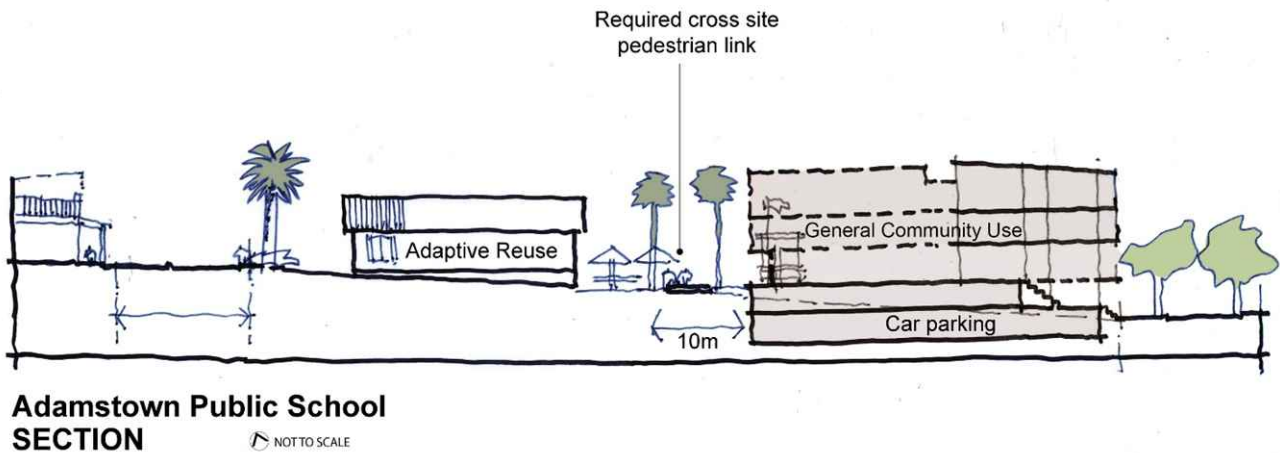 Required cross site
pedestrian link
Adaptive Reuse
General Community Use
10m
Car parking
Adamstown Public School
SECTION
NOT TO SCALE